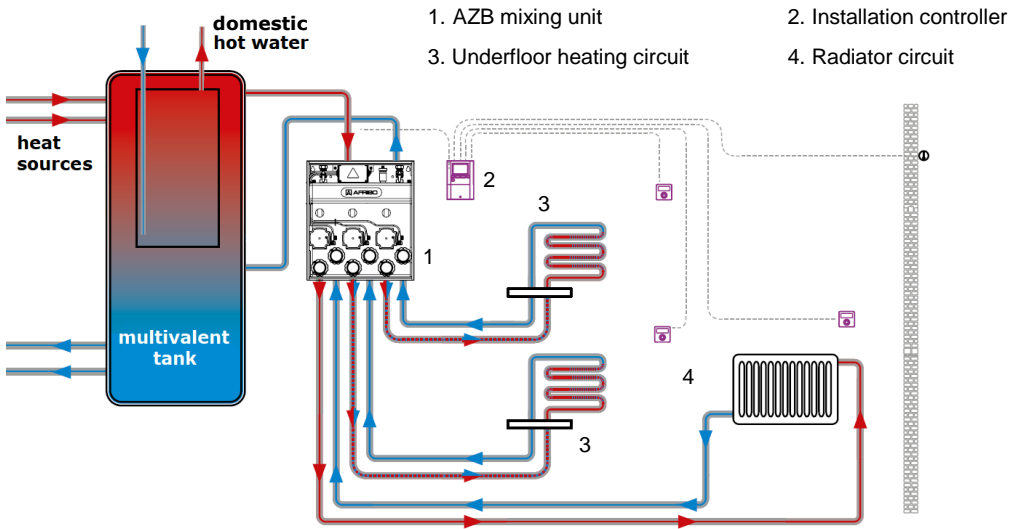 domestic
hot water
1. AZB mixing unit
2. Installation controller
3. Underfloor heating circuit
4. Radiator circuit
heat
sources
2
AFRISO
3
1
multivalent
tank
4
3